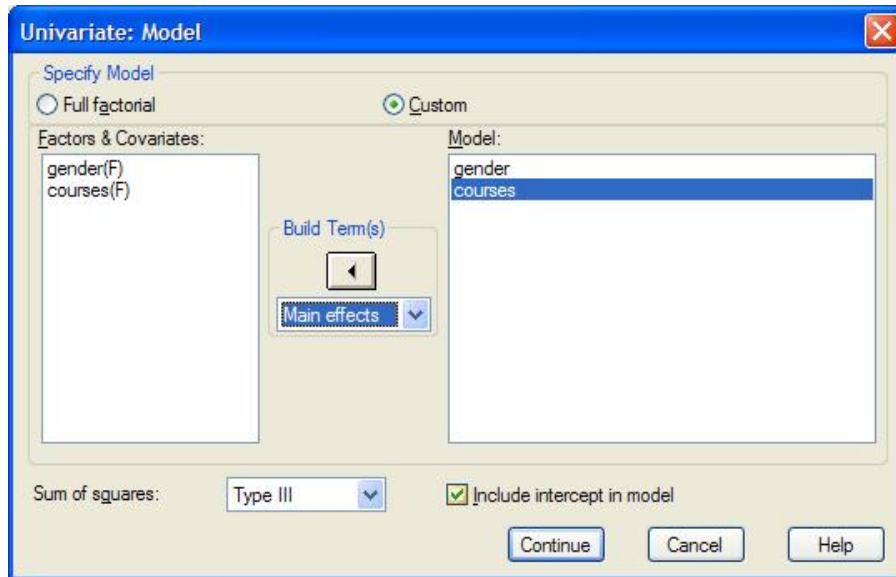 Univariate: Model
Specify Model
Full factorial
Custom
Factors & Covariates:
gender(F)
courses(F)
Build Term(s)
Main effects
Model:
gender
courses
Sum of squares:
Type III
Include intercept in model
Continue
Cancel
Help